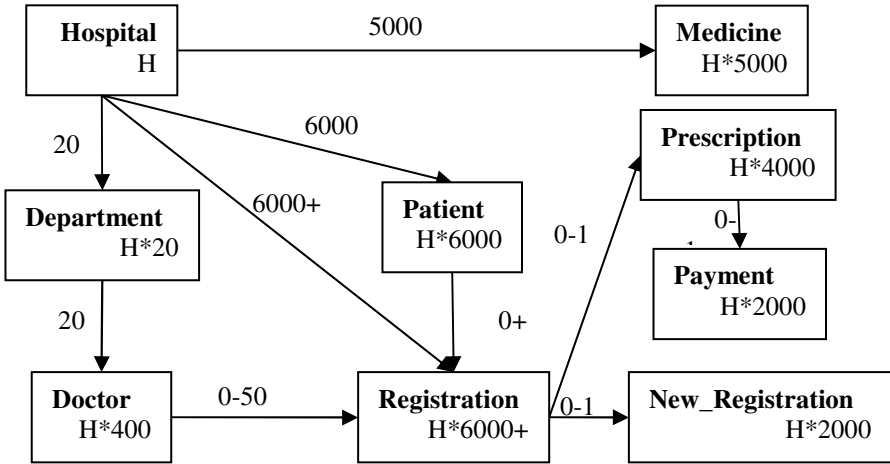 Hospital
H
5000
Medicine
H*5000
20
6000
6000+
Prescription
H*4000
Department
H*20
Patient
H*6000
0-1
0-
Payment
H*2000
20
0+
Doctor
H*400
0-50
Registration
H*6000+
0-1
New_Registration
H*2000